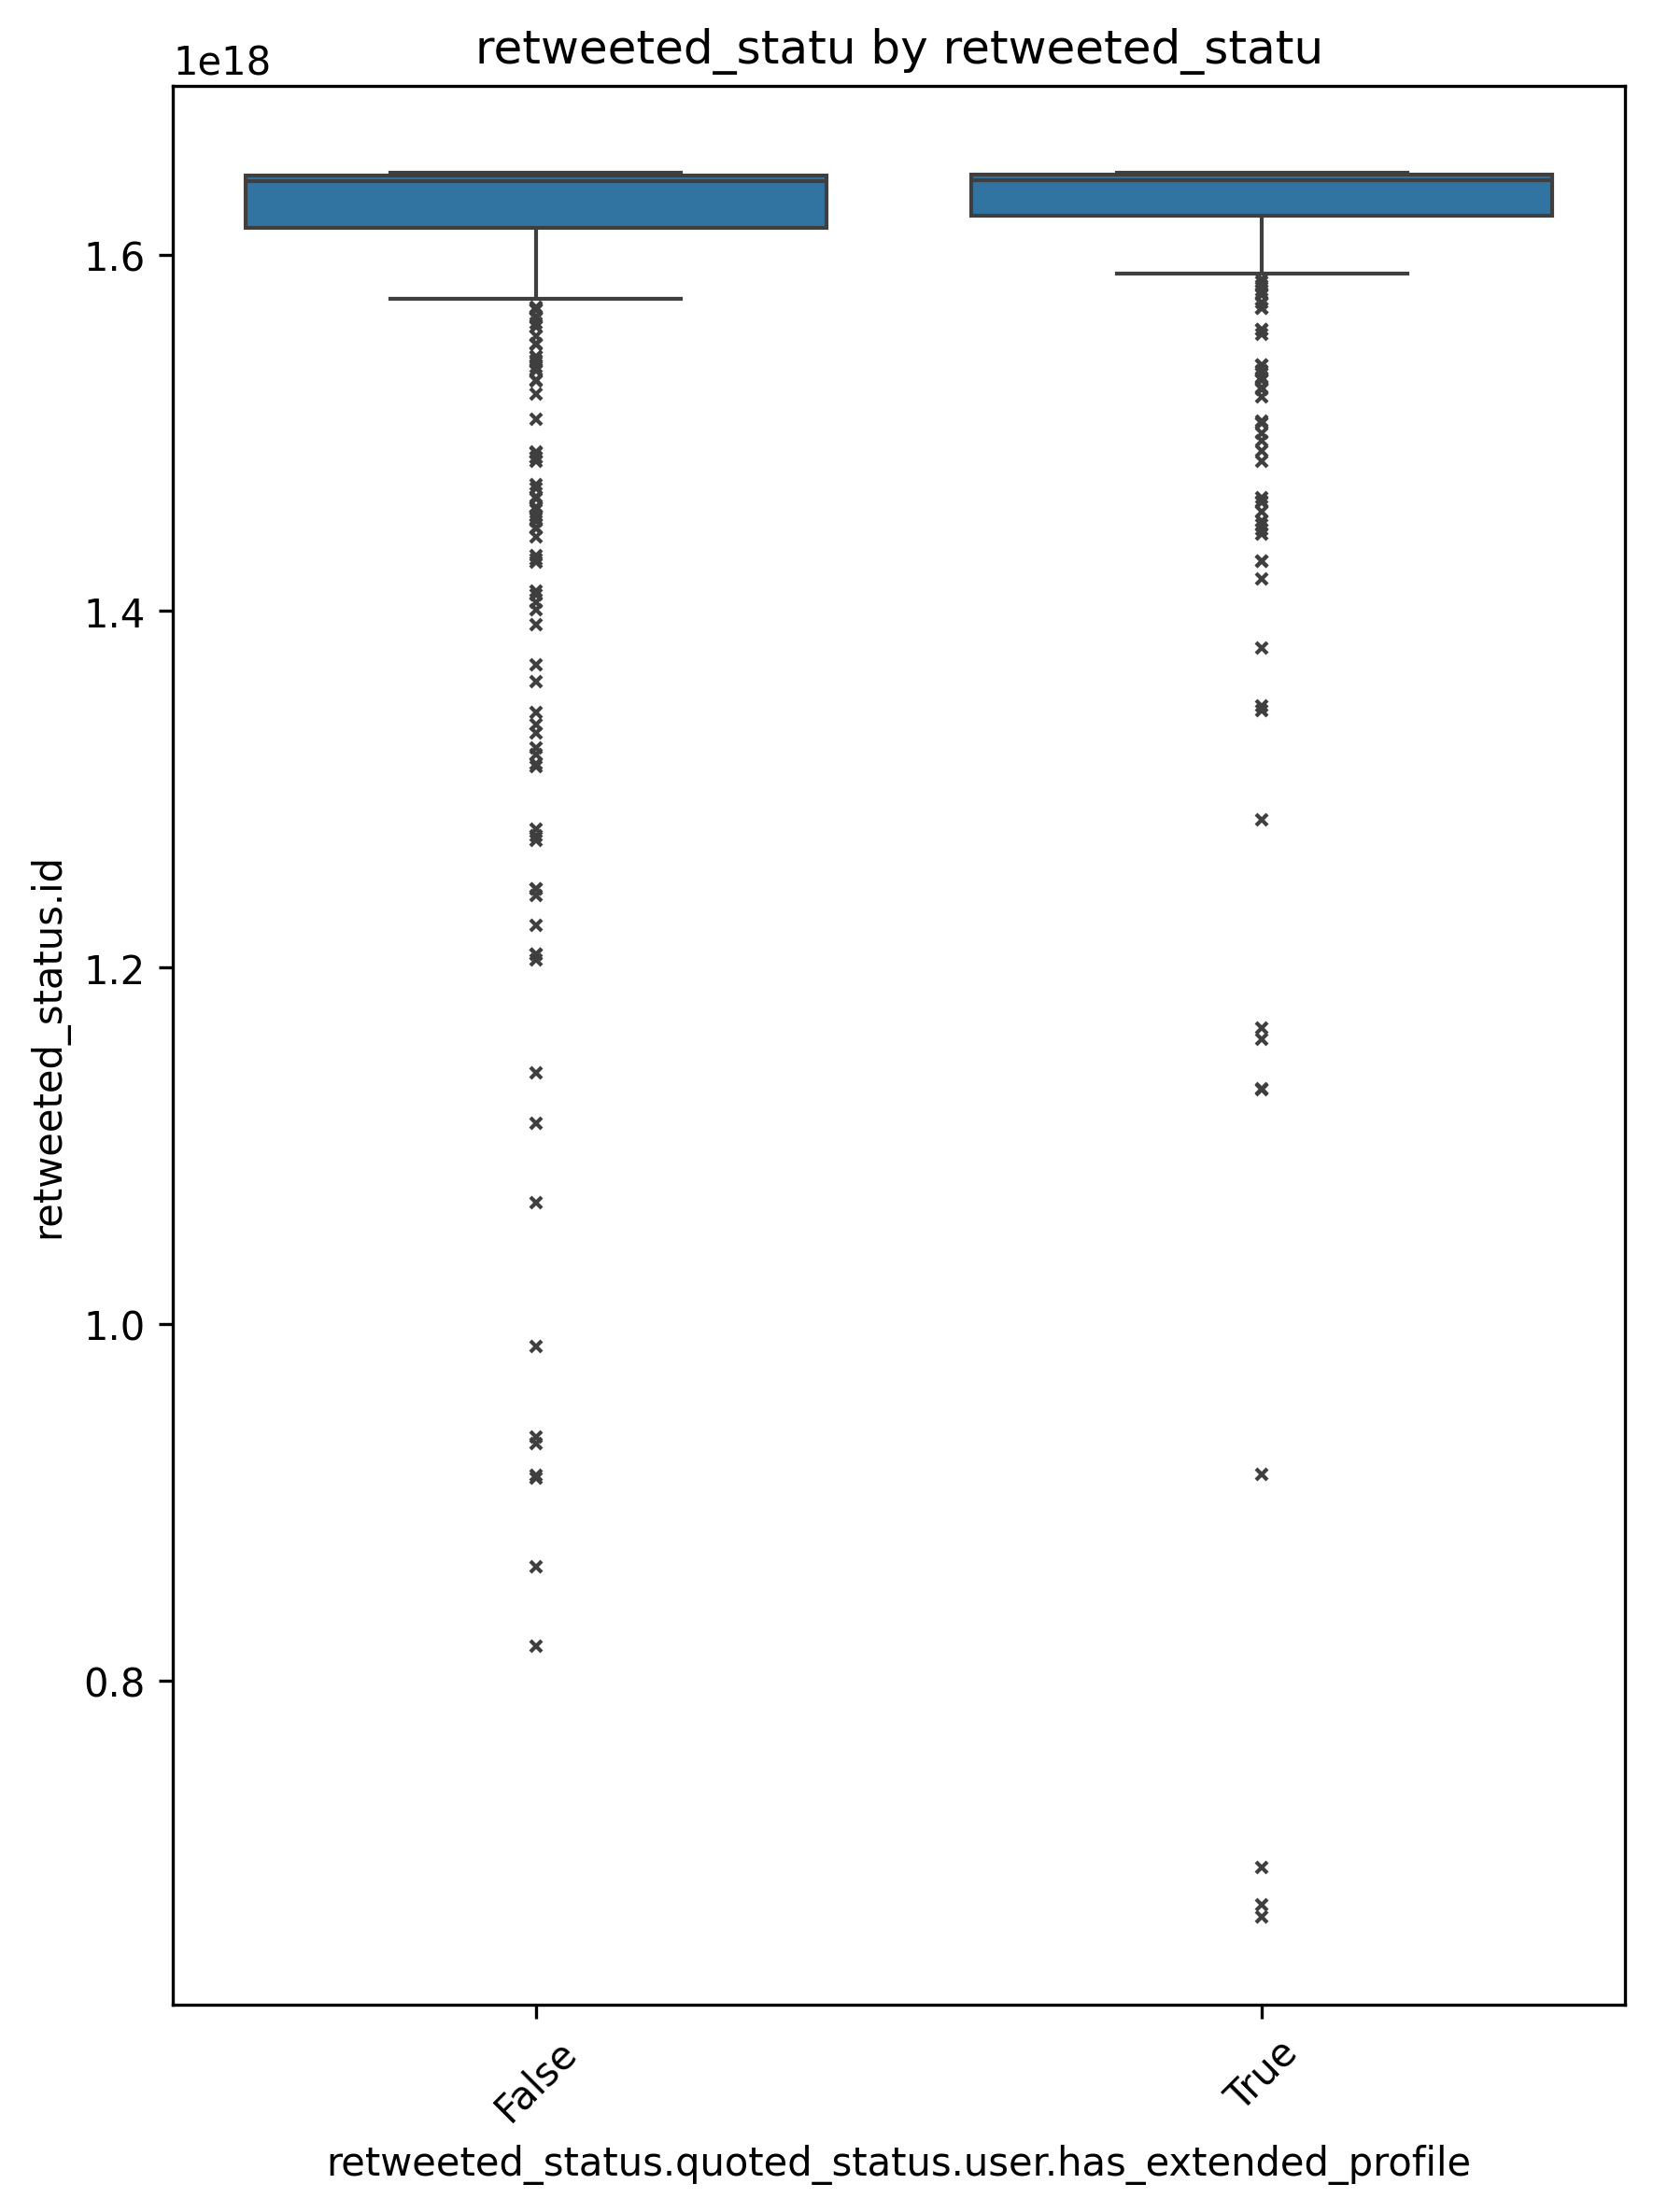 retweeted_statu by retweeted_statu
1e18
1.6
1.4
1.2
1.0
0.8
retweeted_status.id
False
True
retweeted_status.quoted_status.user.has_extended_profile